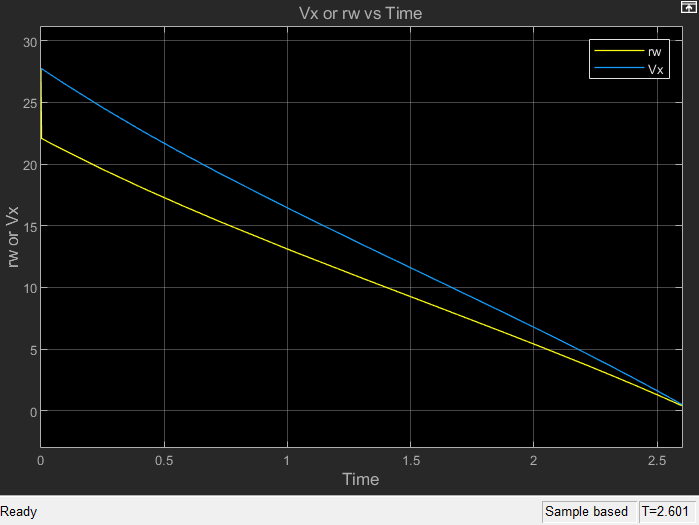 Vx or rw vs Time
rw
Vx
30
25
20
15
10
5
0
rw or Vx
0 0.5 1 1.5 2 2.5
Time
Ready Sample based T=2.601